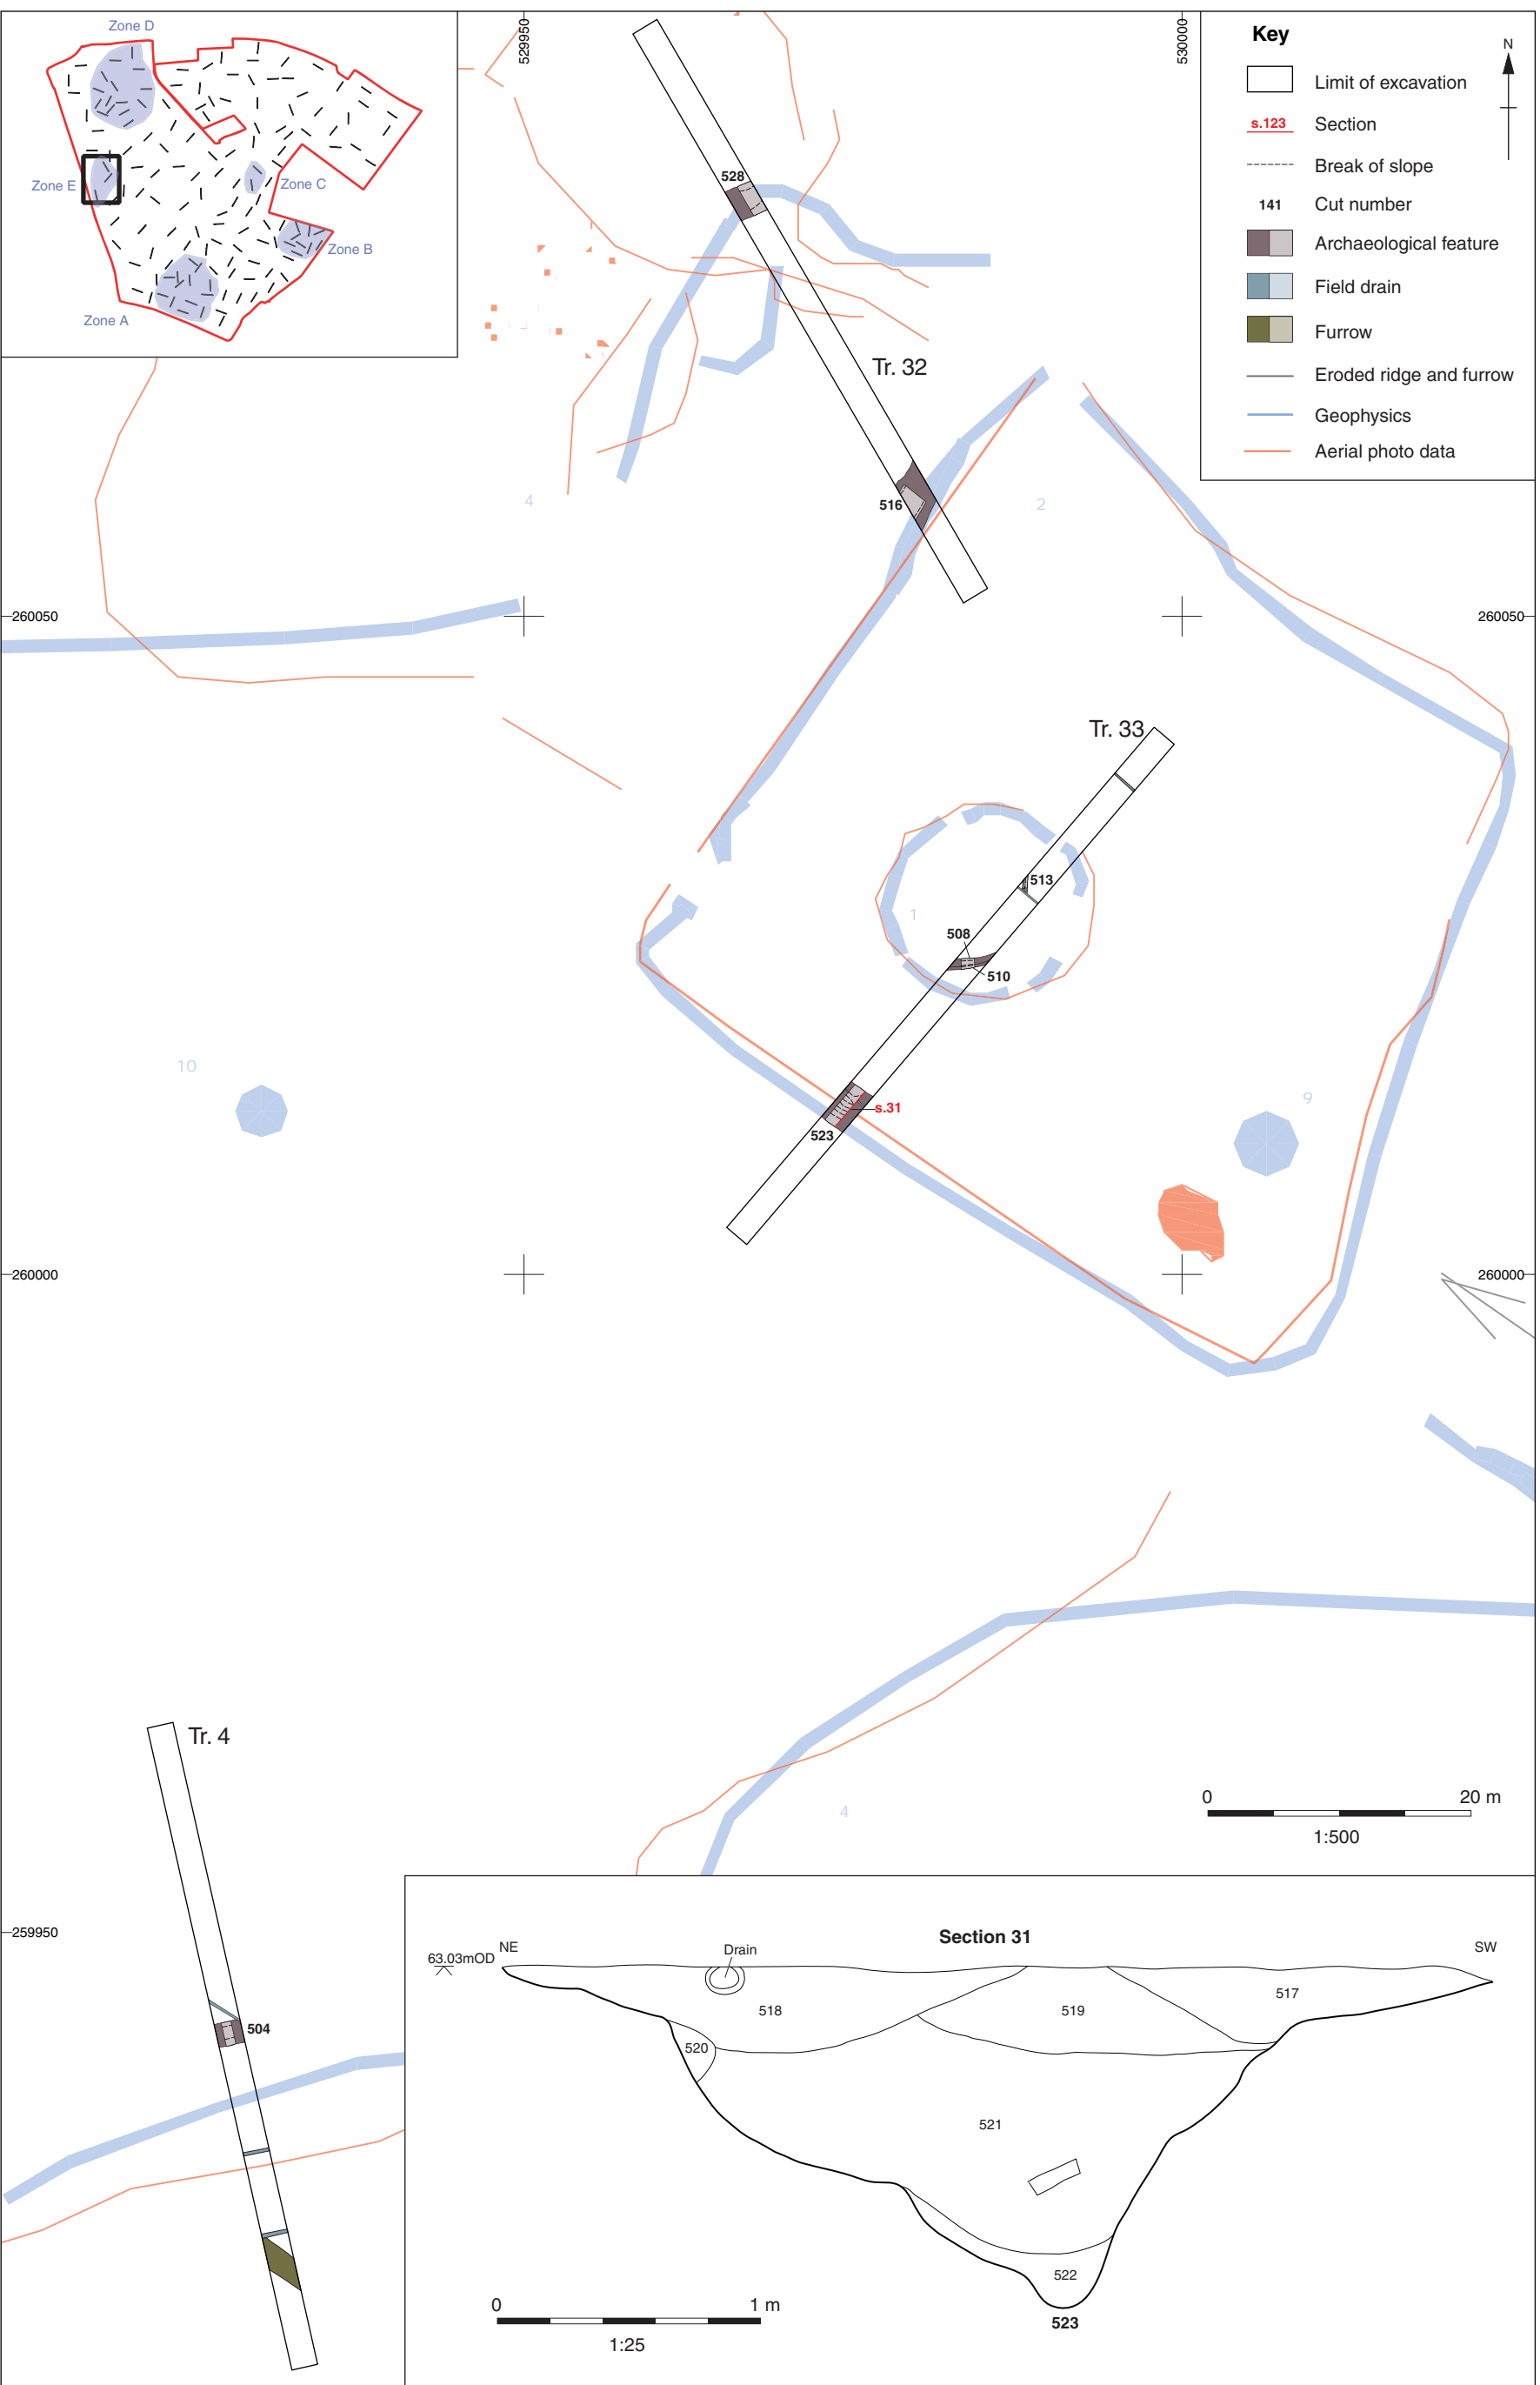 Zone D
Zone E
Zone C
Zone B
Zone A
529950
530000
Key
N
Limit of excavation
s.123 Section
Break of slope
141 Cut number
Archaeological feature
Field drain
Furrow
Eroded ridge and furrow
Geophysics
Aerial photo data
528
Tr. 32
516
4
2
260050
260050
Tr. 33
513
1
508
510
10
9
s.31
523
260000
260000
Tr. 4
4
0 20 m
1:500
259950
504
Section 31
63.03mOD
NE
Drain
SW
518
519
517
520
521
522
523
0 1 m
1:25